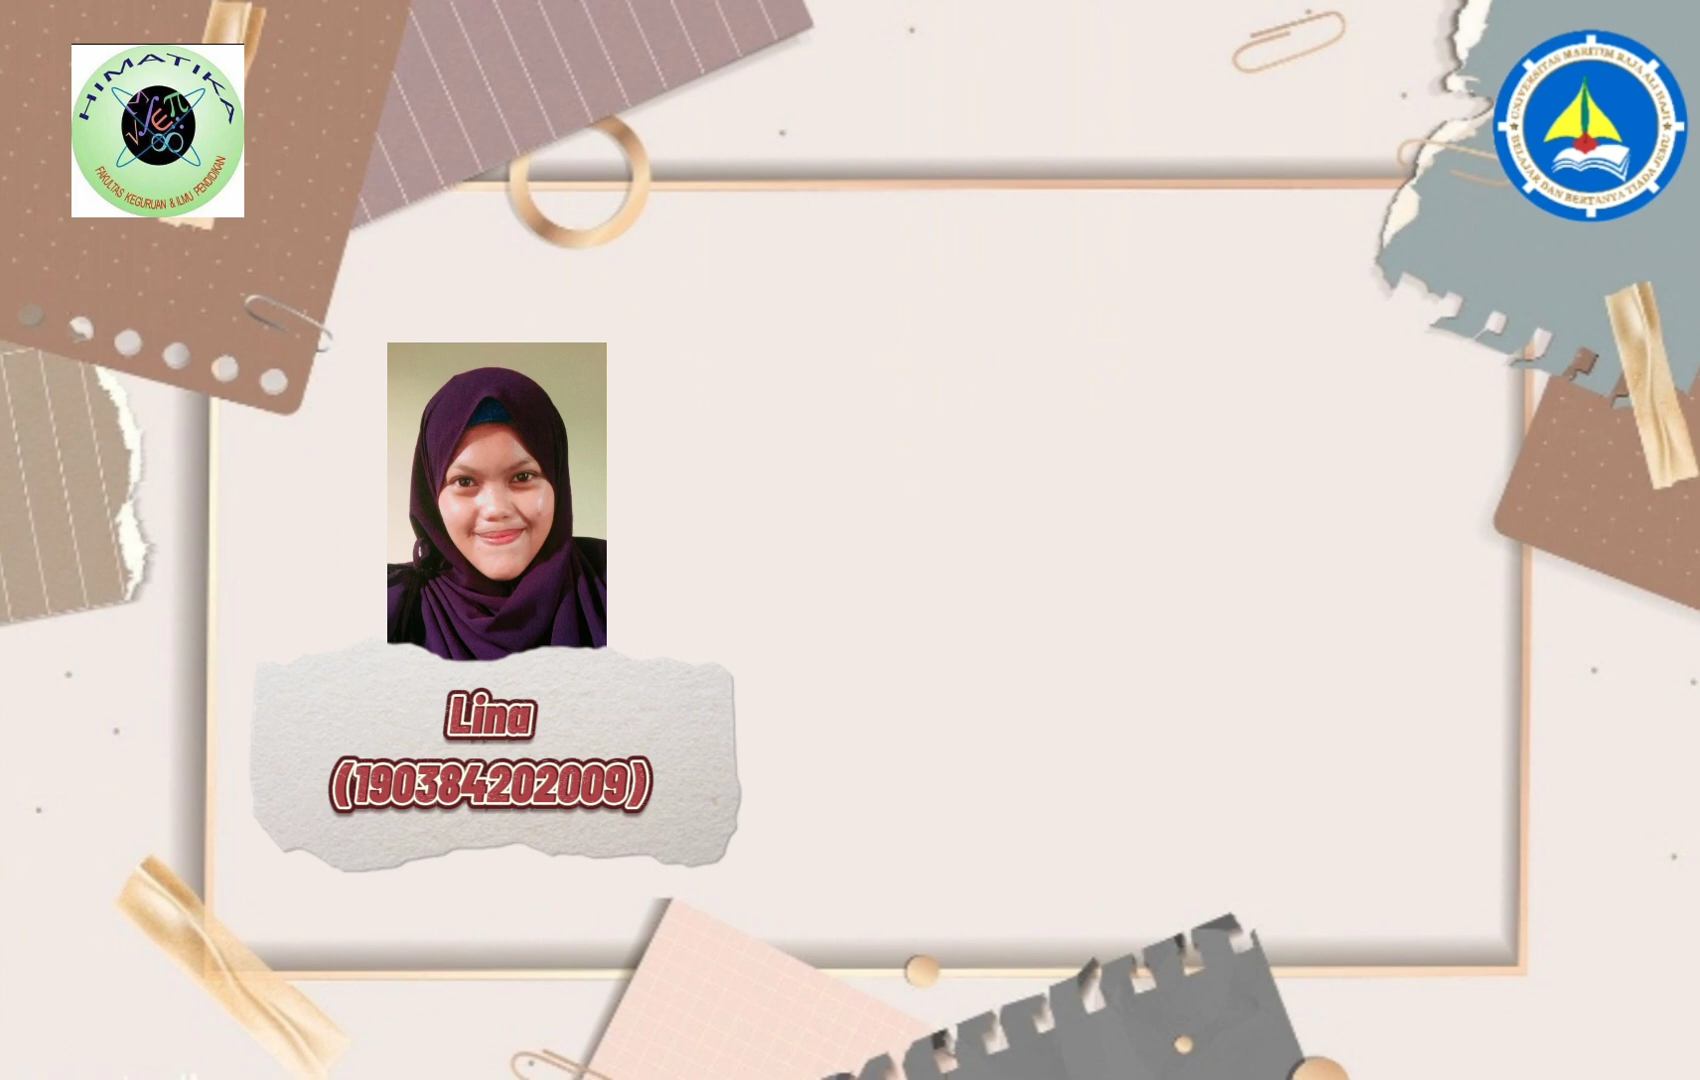 HIMATIKA
FAKULTAS KEGURUAN & ILMU PENDIDIKAN
UNIVERSITAS MARITIM RAJA ALI HAJI
BELAJAR DAN BERTANYA TIADA JEMU
Lina
(190384202009)